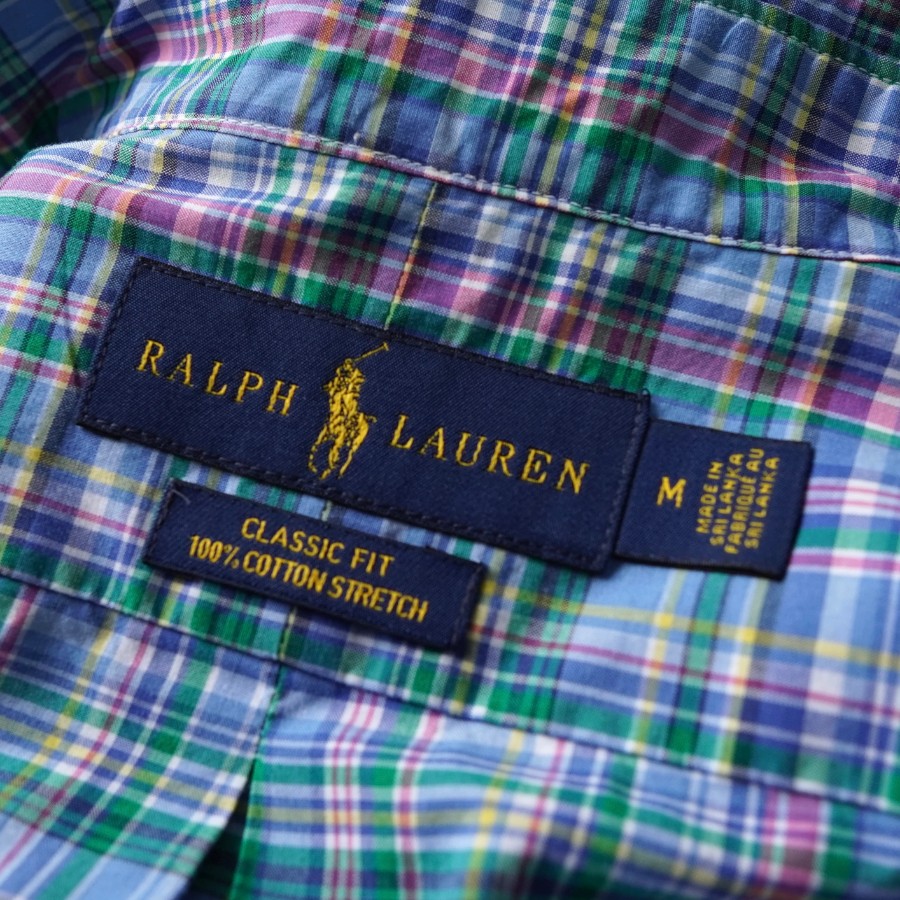 RALPH LAUREN
M
MADE IN
SRI LANKA
FABRIQUÉ AU
SRI LANKA
CLASSIC FIT
100% COTTON STRETCH